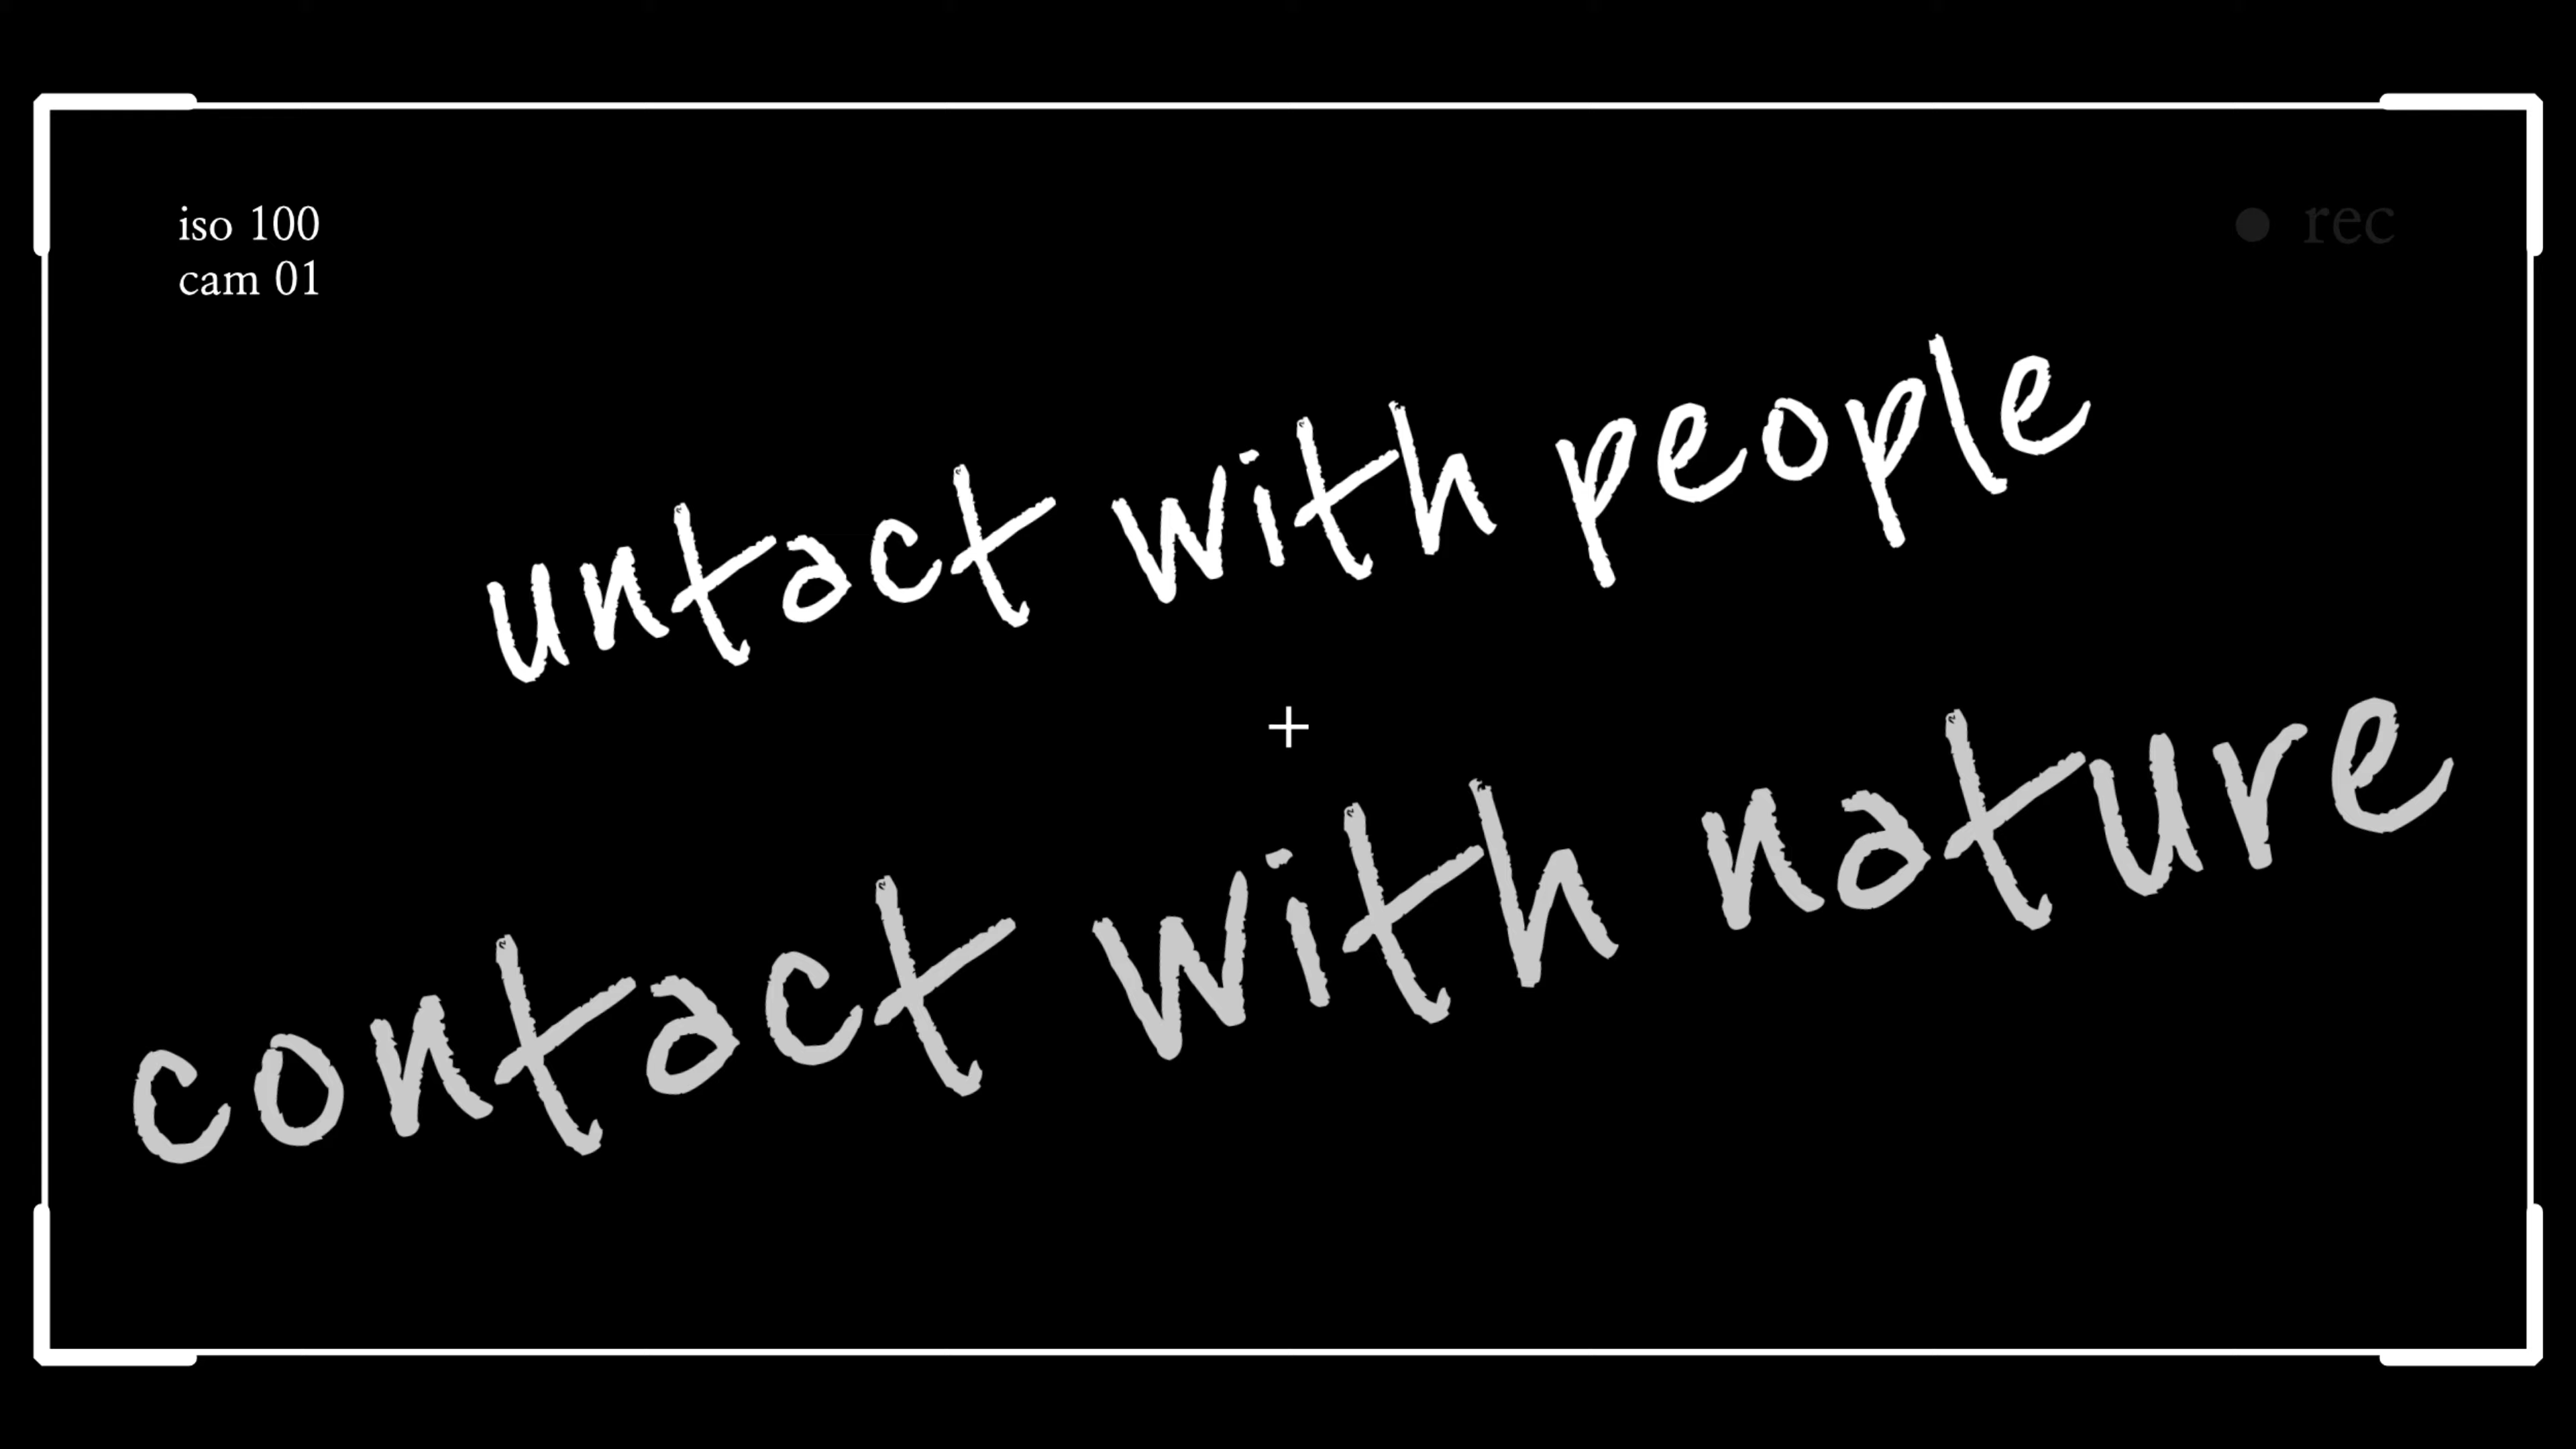 iso 100
cam 01
● rec
untact with people
+
contact with nature